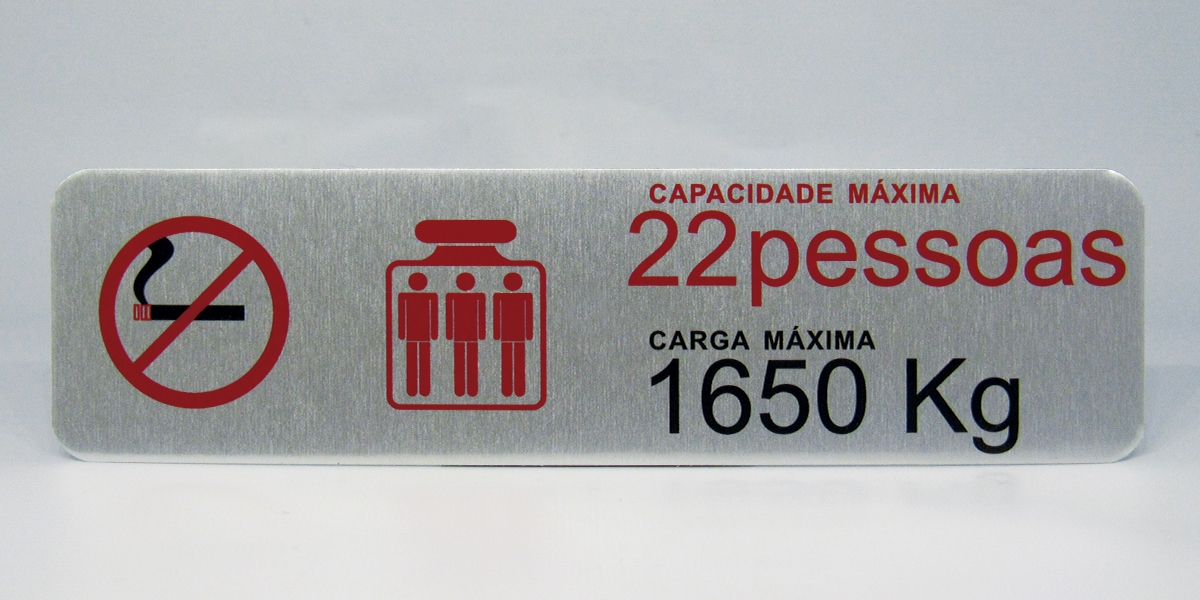 CAPACIDADE MÁXIMA
22pessoas
CARGA MÁXIMA
1650 Kg